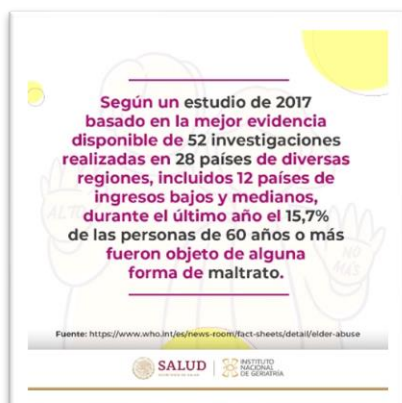 Según un estudio de 2017
basado en la mejor evidencia
disponible de 52 investigaciones
realizadas en 28 países de diversas
regiones, incluidos 12 países de
ingresos bajos y medianos,
durante el último año el 15,7%
de las personas de 60 años o más
fueron objeto de alguna
forma de maltrato.
ALTO
NO
MÁS
Fuente: https://www.who.int/es/news-room/fact-sheets/detail/elder-abuse
SALUD
INSTITUTO
NACIONAL
DE GERIATRÍA